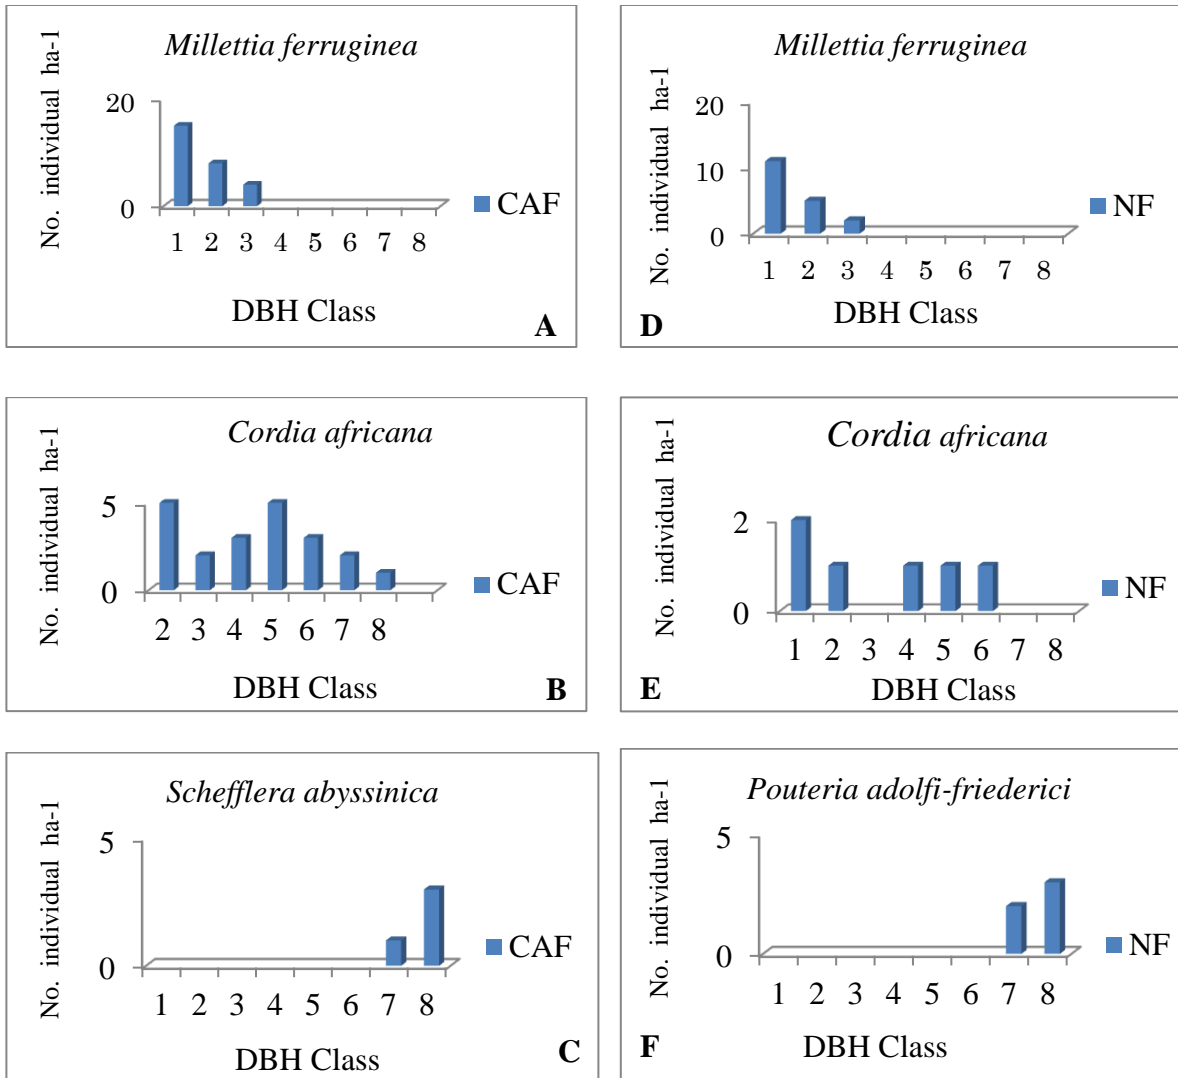 Millettia ferruginea
No. individual ha-1
20
0
1 2 3 4 5 6 7 8
DBH Class
CAF
A
Millettia ferruginea
No. individual ha-1
20
10
0
1 2 3 4 5 6 7 8
DBH Class
NF
D
Cordia africana
No. individual ha-1
5
0
2 3 4 5 6 7 8
DBH Class
CAF
B
Cordia africana
No. individual ha-1
2
0
1 2 3 4 5 6 7 8
DBH Class
NF
E
Schefflera abyssinica
No. individual ha-1
5
0
1 2 3 4 5 6 7 8
DBH Class
CAF
C
Pouteria adolfi-friederici
No. individual ha-1
5
0
1 2 3 4 5 6 7 8
DBH Class
NF
F